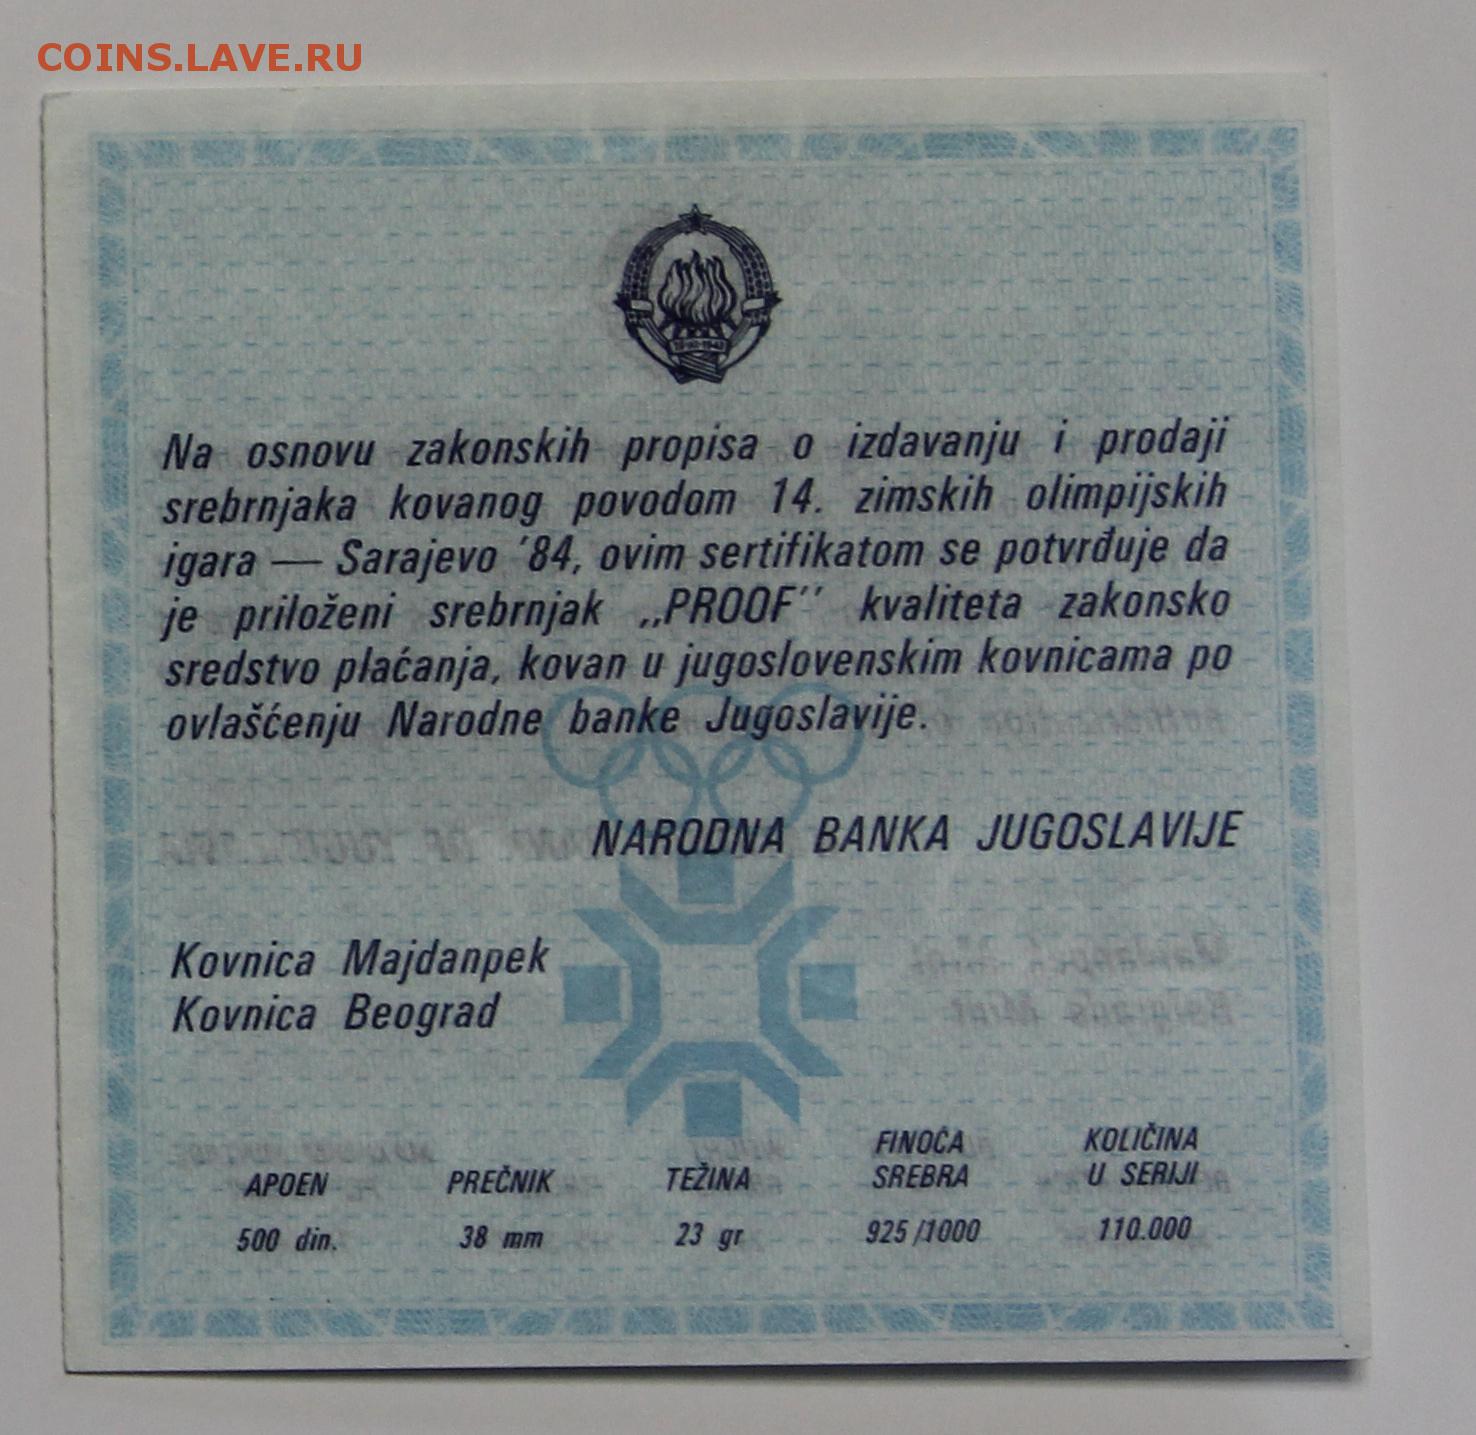 COINS.LAVE.RU
Na osnovu zakonskih propisa o izdavanju i prodaji
srebrnjaka kovanog povodom 14. zimskih olimpijskih
igara — Sarajevo '84, ovim sertifikatom se potvrđuje da
je priloženi srebrnjak „PROOF'' kvaliteta zakonsko
sredstvo plaćanja, kovan u jugoslovenskim kovnicama po
ovlašćenju Narodne banke Jugoslavije.
NARODNA BANKA JUGOSLAVIJE
Kovnica Majdanpek
Kovnica Beograd
APOEN PREČNIK TEŽINA FINOĆA SREBRA KOLIČINA U SERIJI
500 din. 38 mm 23 gr 925/1000 110.000